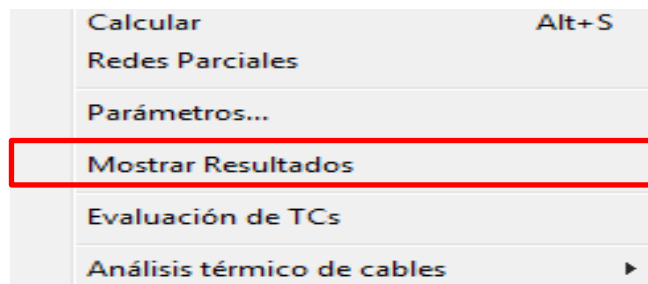 Calcular Alt+S
Redes Parciales
Parámetros...
Mostrar Resultados
Evaluación de TCs
Análisis térmico de cables